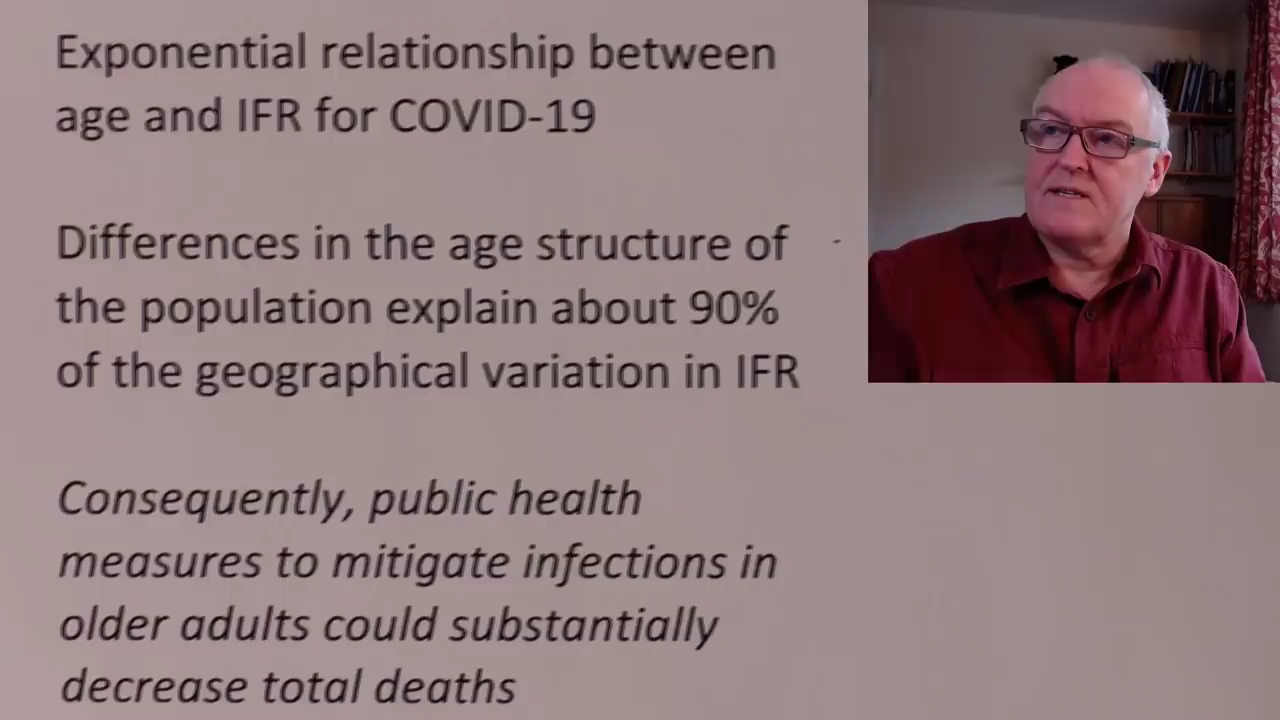 Exponential relationship between
age and IFR for COVID-19
Differences in the age structure of
the population explain about 90%
of the geographical variation in IFR
Consequently, public health
measures to mitigate infections in
older adults could substantially
decrease total deaths